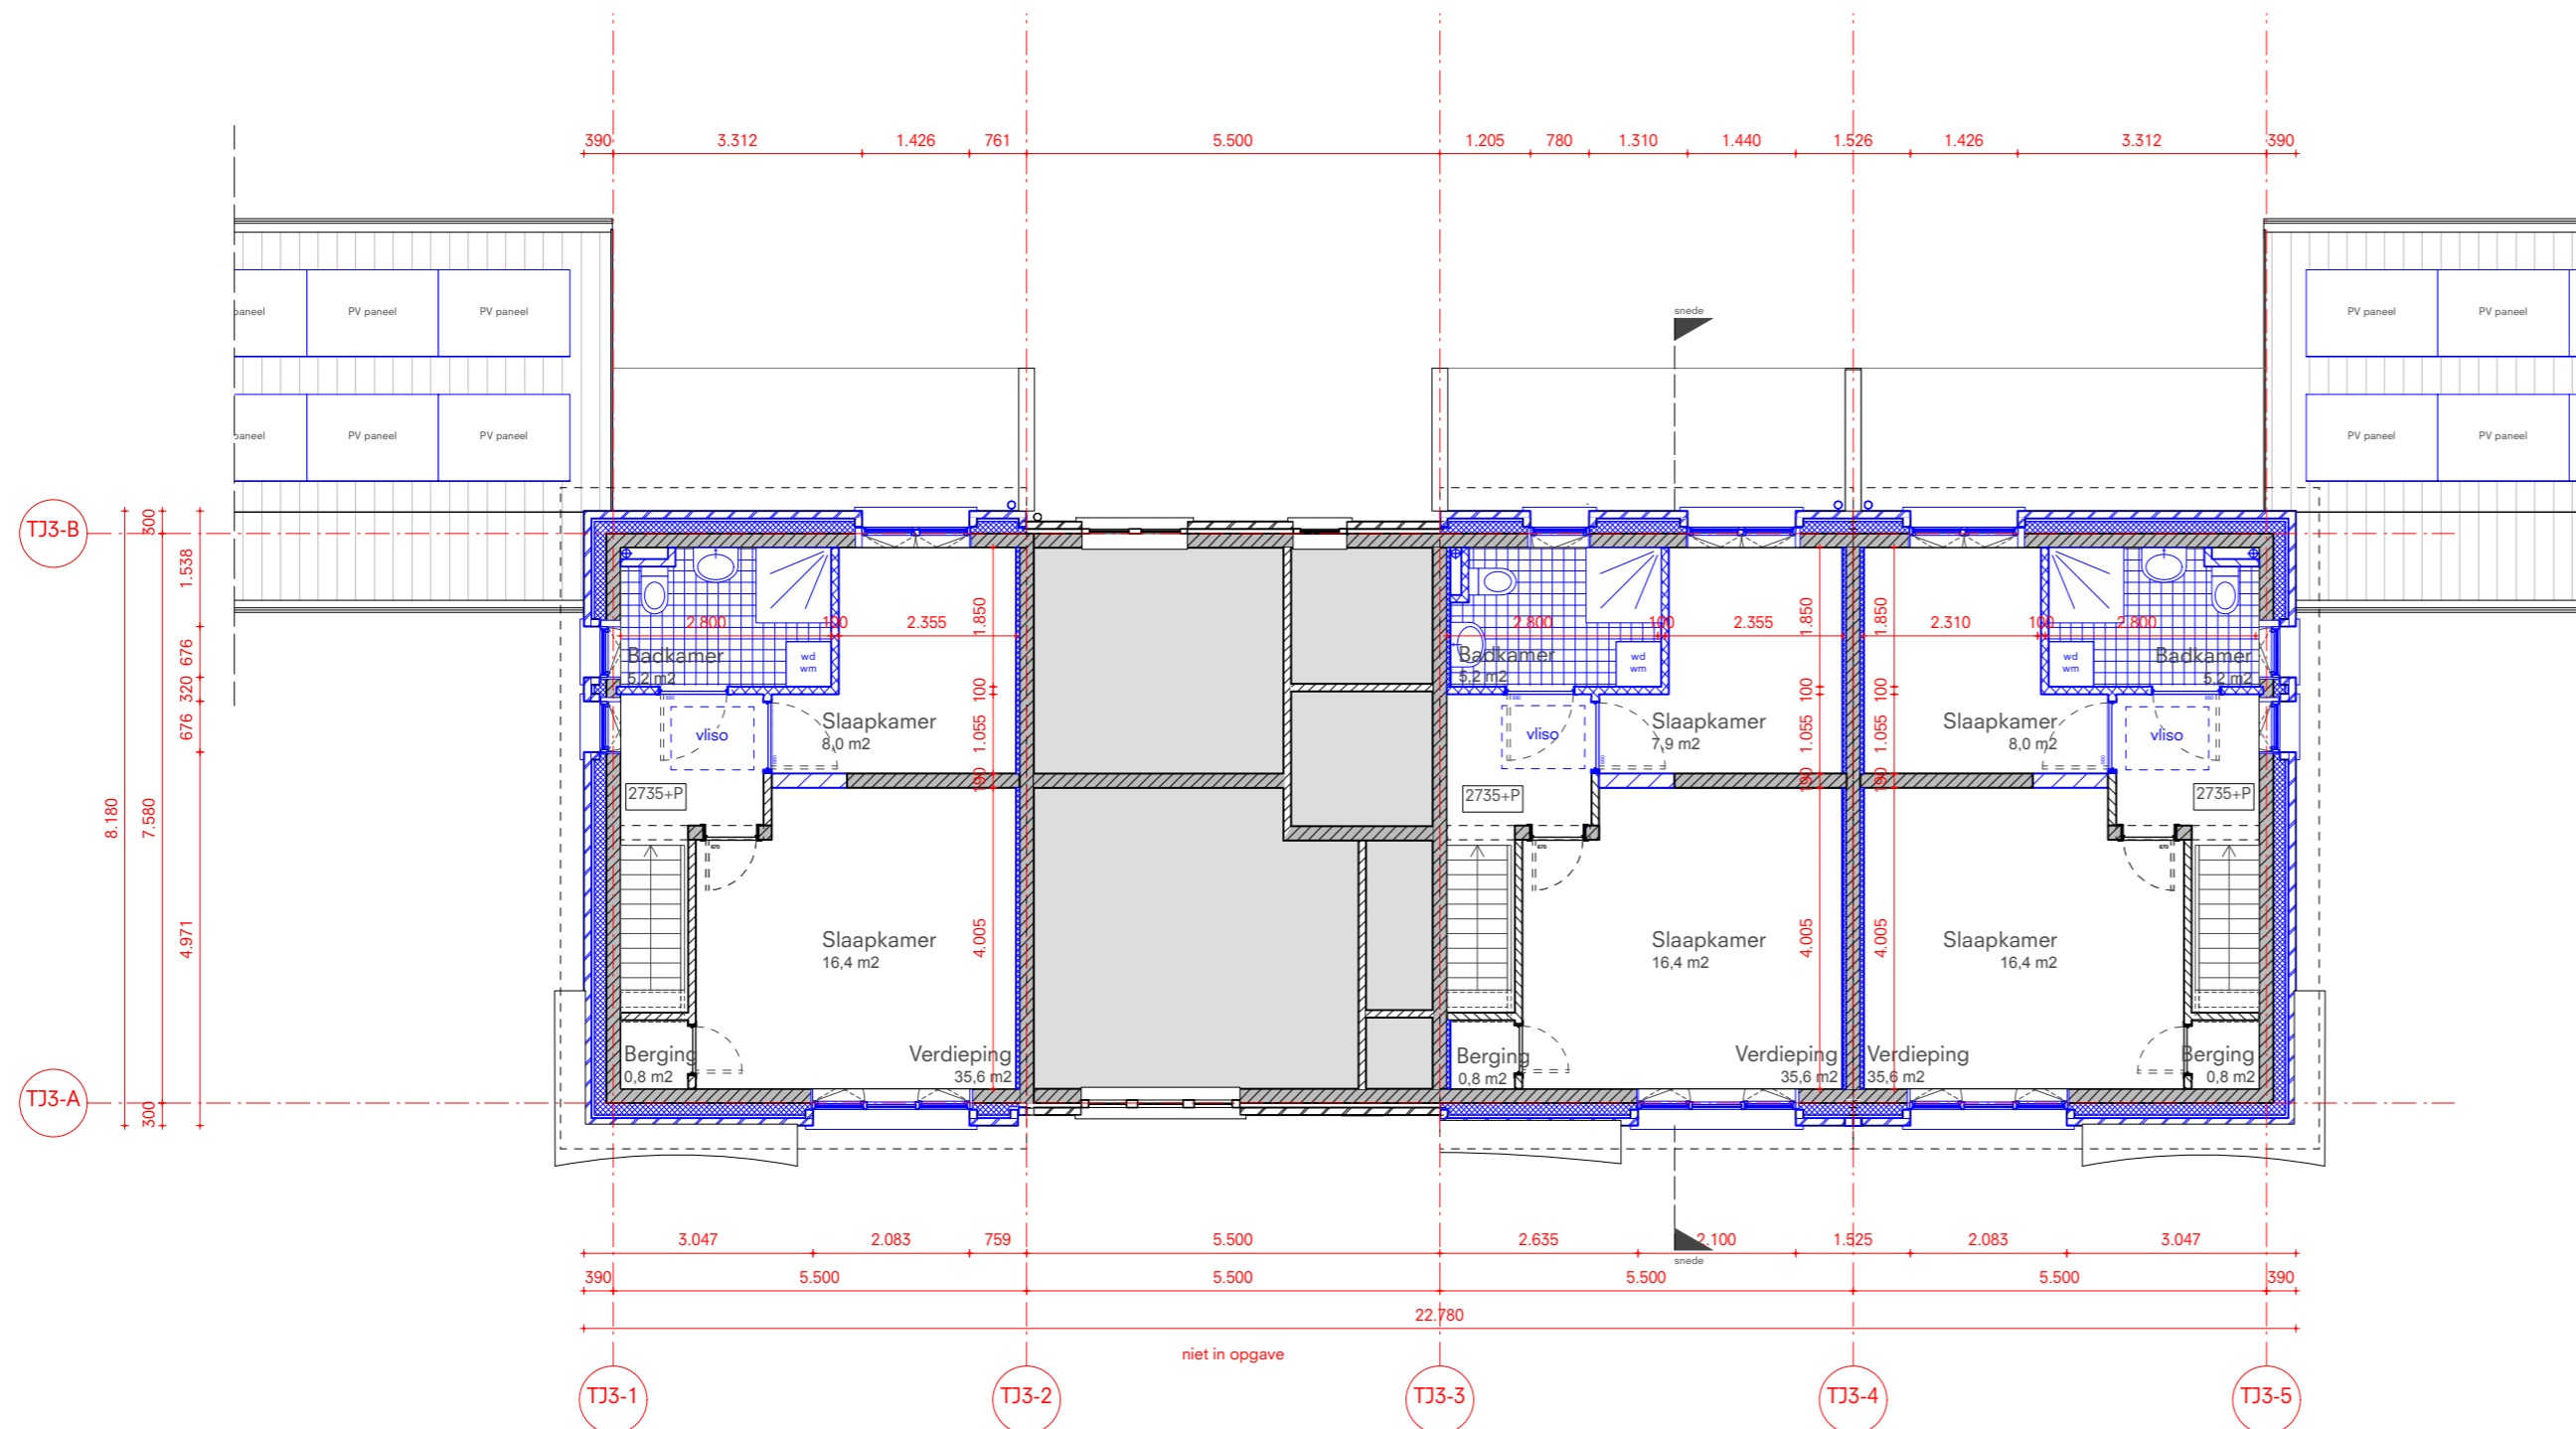 390 3.312 1.426 761 5.500 1.205 780 1.310 1.440 1.526 1.426 3.312 390
snede
paneel PV paneel PV paneel PV paneel PV paneel
paneel PV paneel PV paneel PV paneel PV paneel
TJ3-B
300
1.538
676
320
676
4.971
8.180
7.580
300
TJ3-A
2.800 100 2.355
1.850
100
1.055
190
4.005
Badkamer
5,2 m2
wd
wm
vliso
Slaapkamer
8,0 m2
2735+P
Slaapkamer
16,4 m2
Berging
0,8 m2
Verdieping
35,6 m2
2.800 100 2.355
1.850
100
1.055
190
4.005
Badkamer
5,2 m2
wd
wm
vliso
Slaapkamer
7,9 m2
2735+P
670
Slaapkamer
16,4 m2
Berging
0,8 m2
Verdieping
35,6 m2
2.310 100 2.800
1.850
100
1.055
190
4.005
wd
wm
Badkamer
5,2 m2
Slaapkamer
8,0 m2
vliso
2735+P
670
Slaapkamer
16,4 m2
Verdieping
35,6 m2
Berging
0,8 m2
3.047 2.083 759 5.500 2.635 2.100 1.525 2.083 3.047
snede
390 5.500 5.500 5.500 5.500 390
22.780
niet in opgave
TJ3-1 TJ3-2 TJ3-3 TJ3-4 TJ3-5